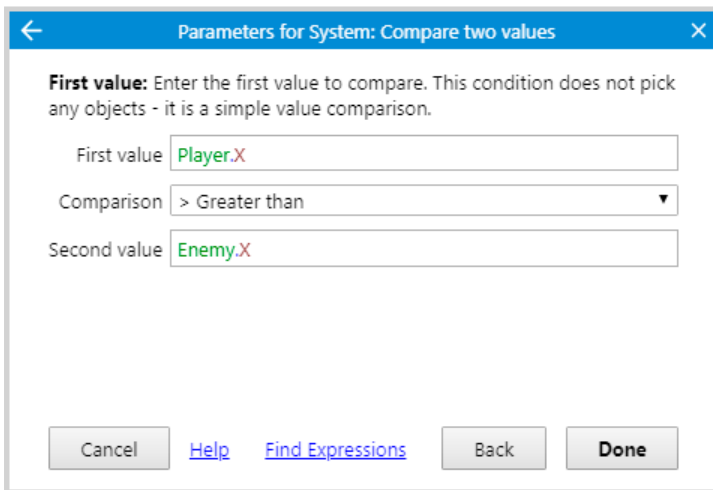 Parameters for System: Compare two values
First value: Enter the first value to compare. This condition does not pick
any objects - it is a simple value comparison.
First value Player.X
Comparison > Greater than
Second value Enemy.X
Cancel Help Find Expressions Back Done